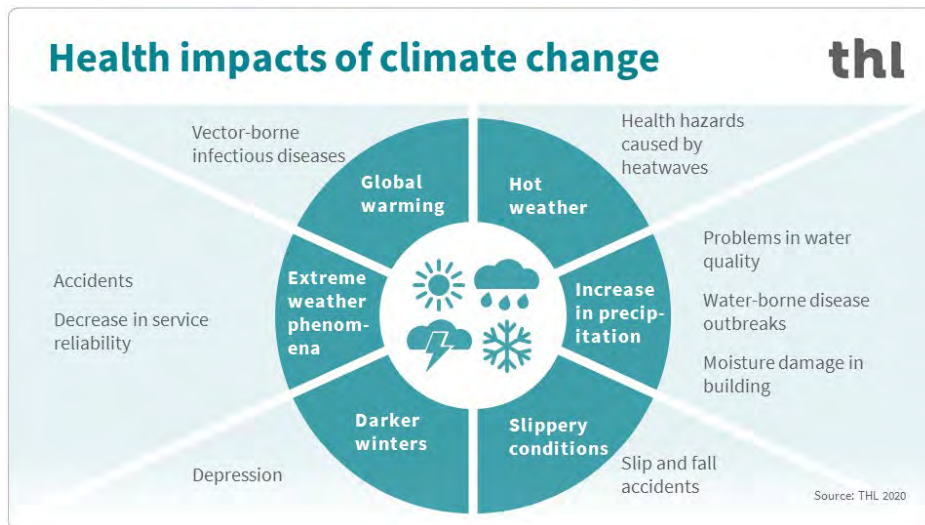 Health impacts of climate change
thl
Vector-borne
infectious diseases
Global
warming
Hot
weather
Health hazards
caused by
heatwaves
Accidents
Decrease in service
reliability
Extreme
weather
phenom-
ena
Increase
in precip-
itation
Problems in water
quality
Water-borne disease
outbreaks
Moisture damage in
building
Depression
Darker
winters
Slippery
conditions
Slip and fall
accidents
Source: THL 2020